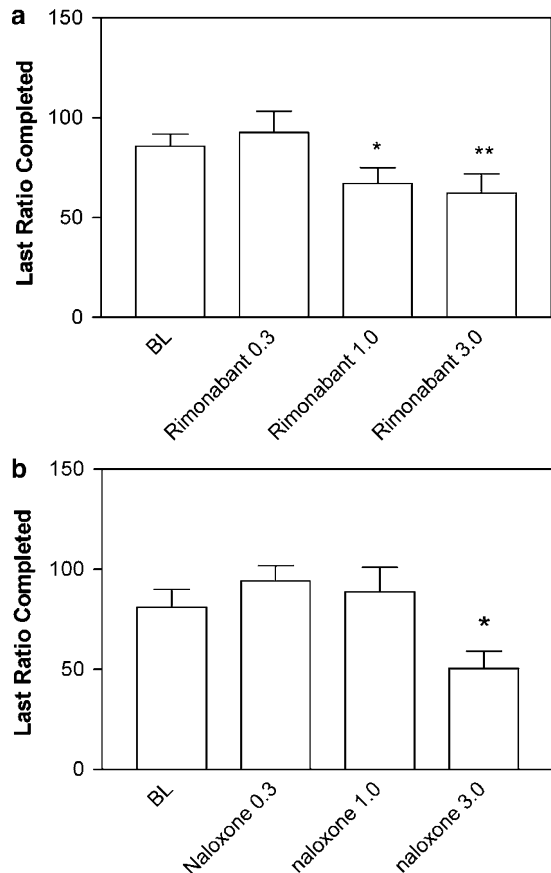 a
150
100
50
0
Last Ratio Completed
*
**
BL
Rimonabant 0.3
Rimonabant 1.0
Rimonabant 3.0
b
150
100
50
0
Last Ratio Completed
*
BL
Naloxone 0.3
naloxone 1.0
naloxone 3.0